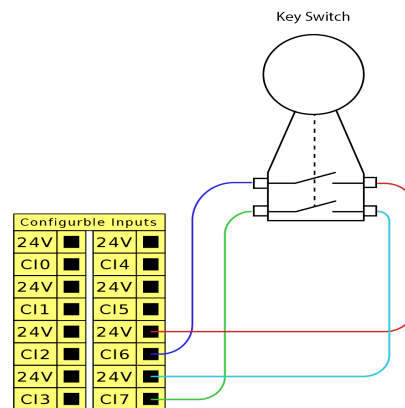 Key Switch
Configurble Inputs
24V 24V
CI0 CI4
24V 24V
CI1 CI5
24V 24V
CI2 CI6
24V 24V
CI3 CI7